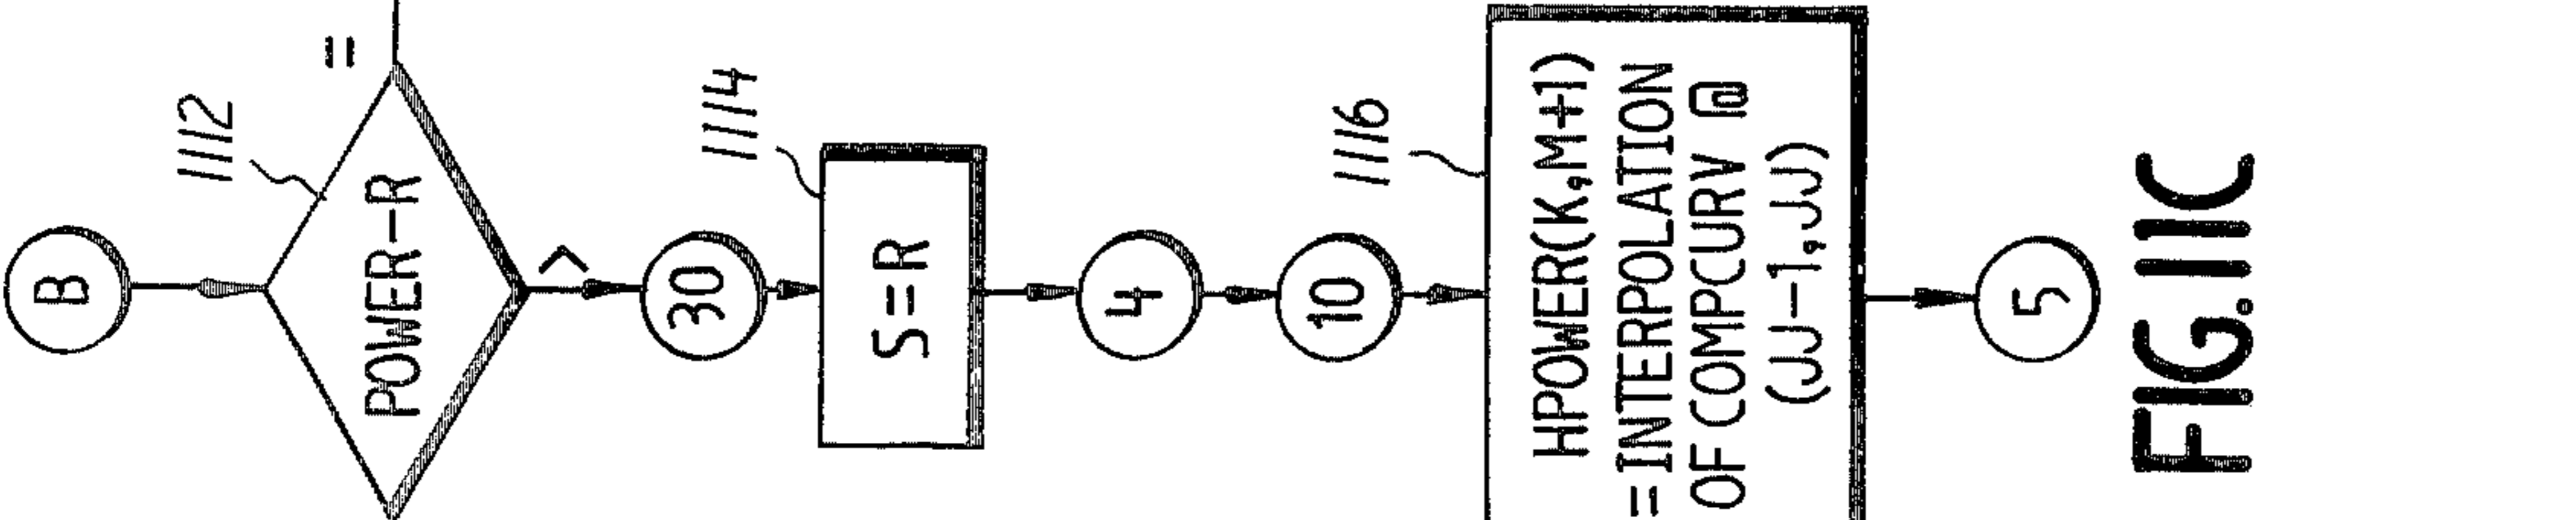 B
=
1112
POWER-R
>
30
1114
S=R
4
10
1116
HPOWER(K,M+1)
=INTERPOLATION
OF COMPCURV @
(JJ-1,JJ)
5
FIG.11C